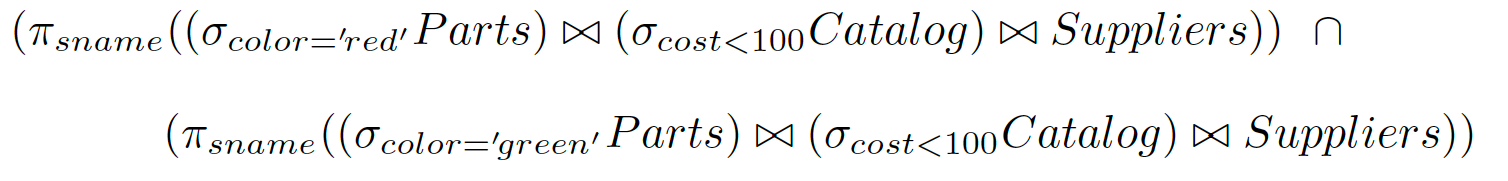 (π_{sname}((σ_{color='red'}Parts) ⋈ (σ_{cost<100}Catalog) ⋈ Suppliers)) ∩
(π_{sname}((σ_{color='green'}Parts) ⋈ (σ_{cost<100}Catalog) ⋈ Suppliers))